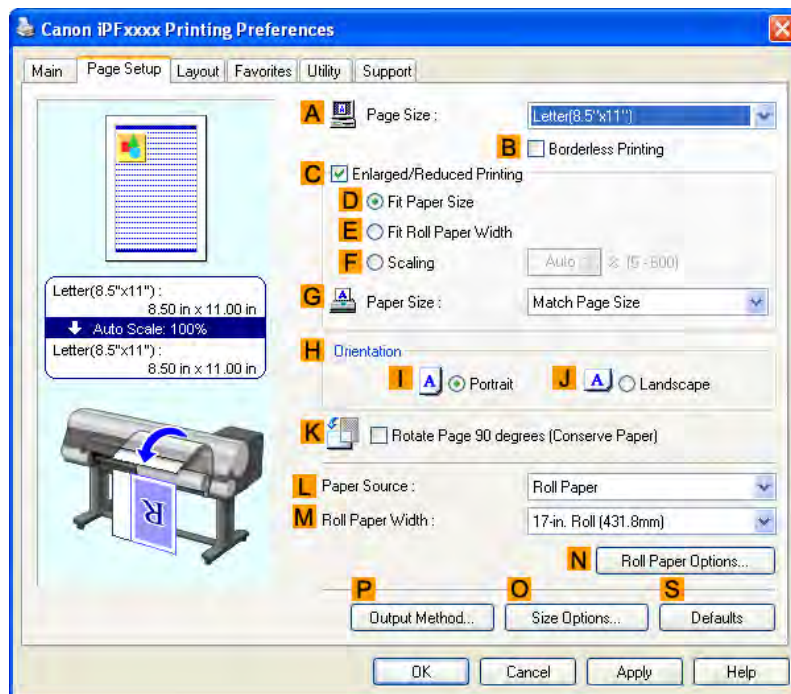 Canon iPFxxxx Printing Preferences
Main Page Setup Layout Favorites Utility Support
A Page Size : Letter(8.5"x11")
B Borderless Printing
C Enlarged/Reduced Printing
D Fit Paper Size
E Fit Roll Paper Width
F Scaling Auto % (5 - 600)
G Paper Size : Match Page Size
Letter(8.5"x11") :
8.50 in x 11.00 in
Auto Scale: 100%
Letter(8.5"x11") :
8.50 in x 11.00 in
H Orientation
I A Portrait J A Landscape
K Rotate Page 90 degrees (Conserve Paper)
R
L Paper Source : Roll Paper
M Roll Paper Width : 17-in. Roll (431.8mm)
N Roll Paper Options...
P O S
Output Method... Size Options... Defaults
OK Cancel Apply Help